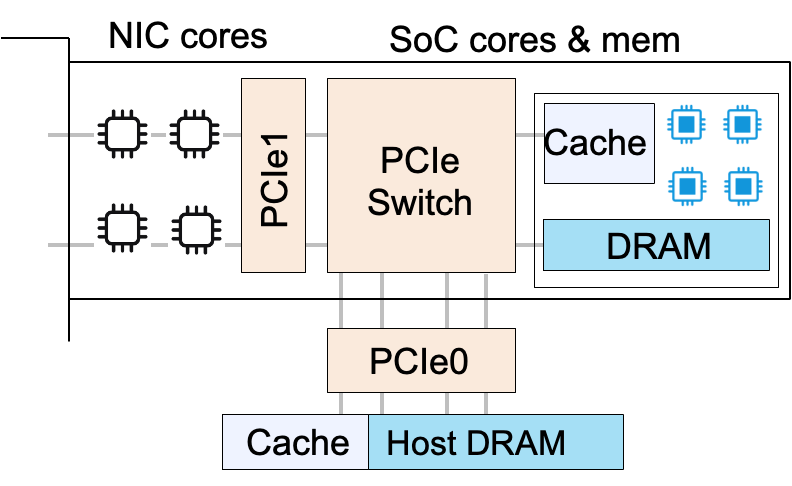 NIC cores
SoC cores & mem
PCIe1
PCIe
Switch
Cache
DRAM
PCIe0
Cache
Host DRAM